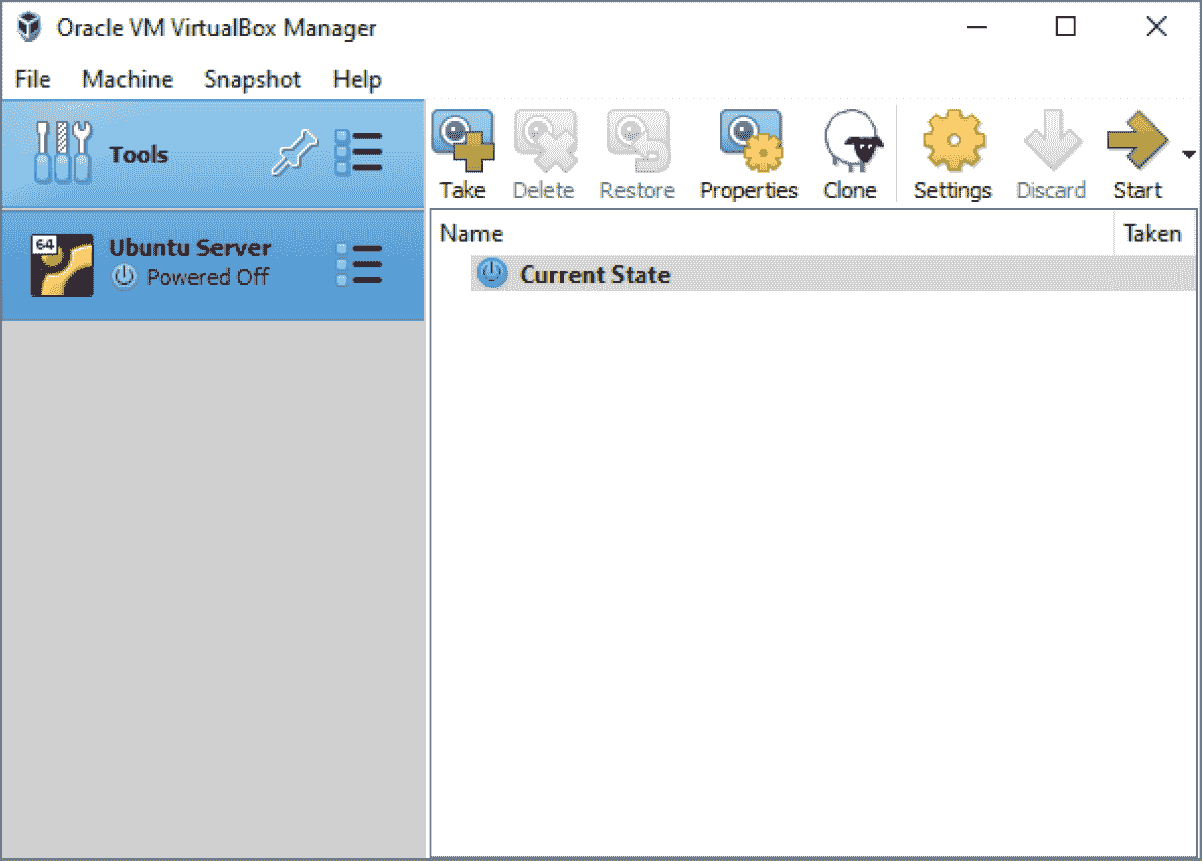 Oracle VM VirtualBox Manager
File Machine Snapshot Help
Tools
Take Delete Restore Properties Clone Settings Discard Start
64
Ubuntu Server
Powered Off
Name Taken
Current State